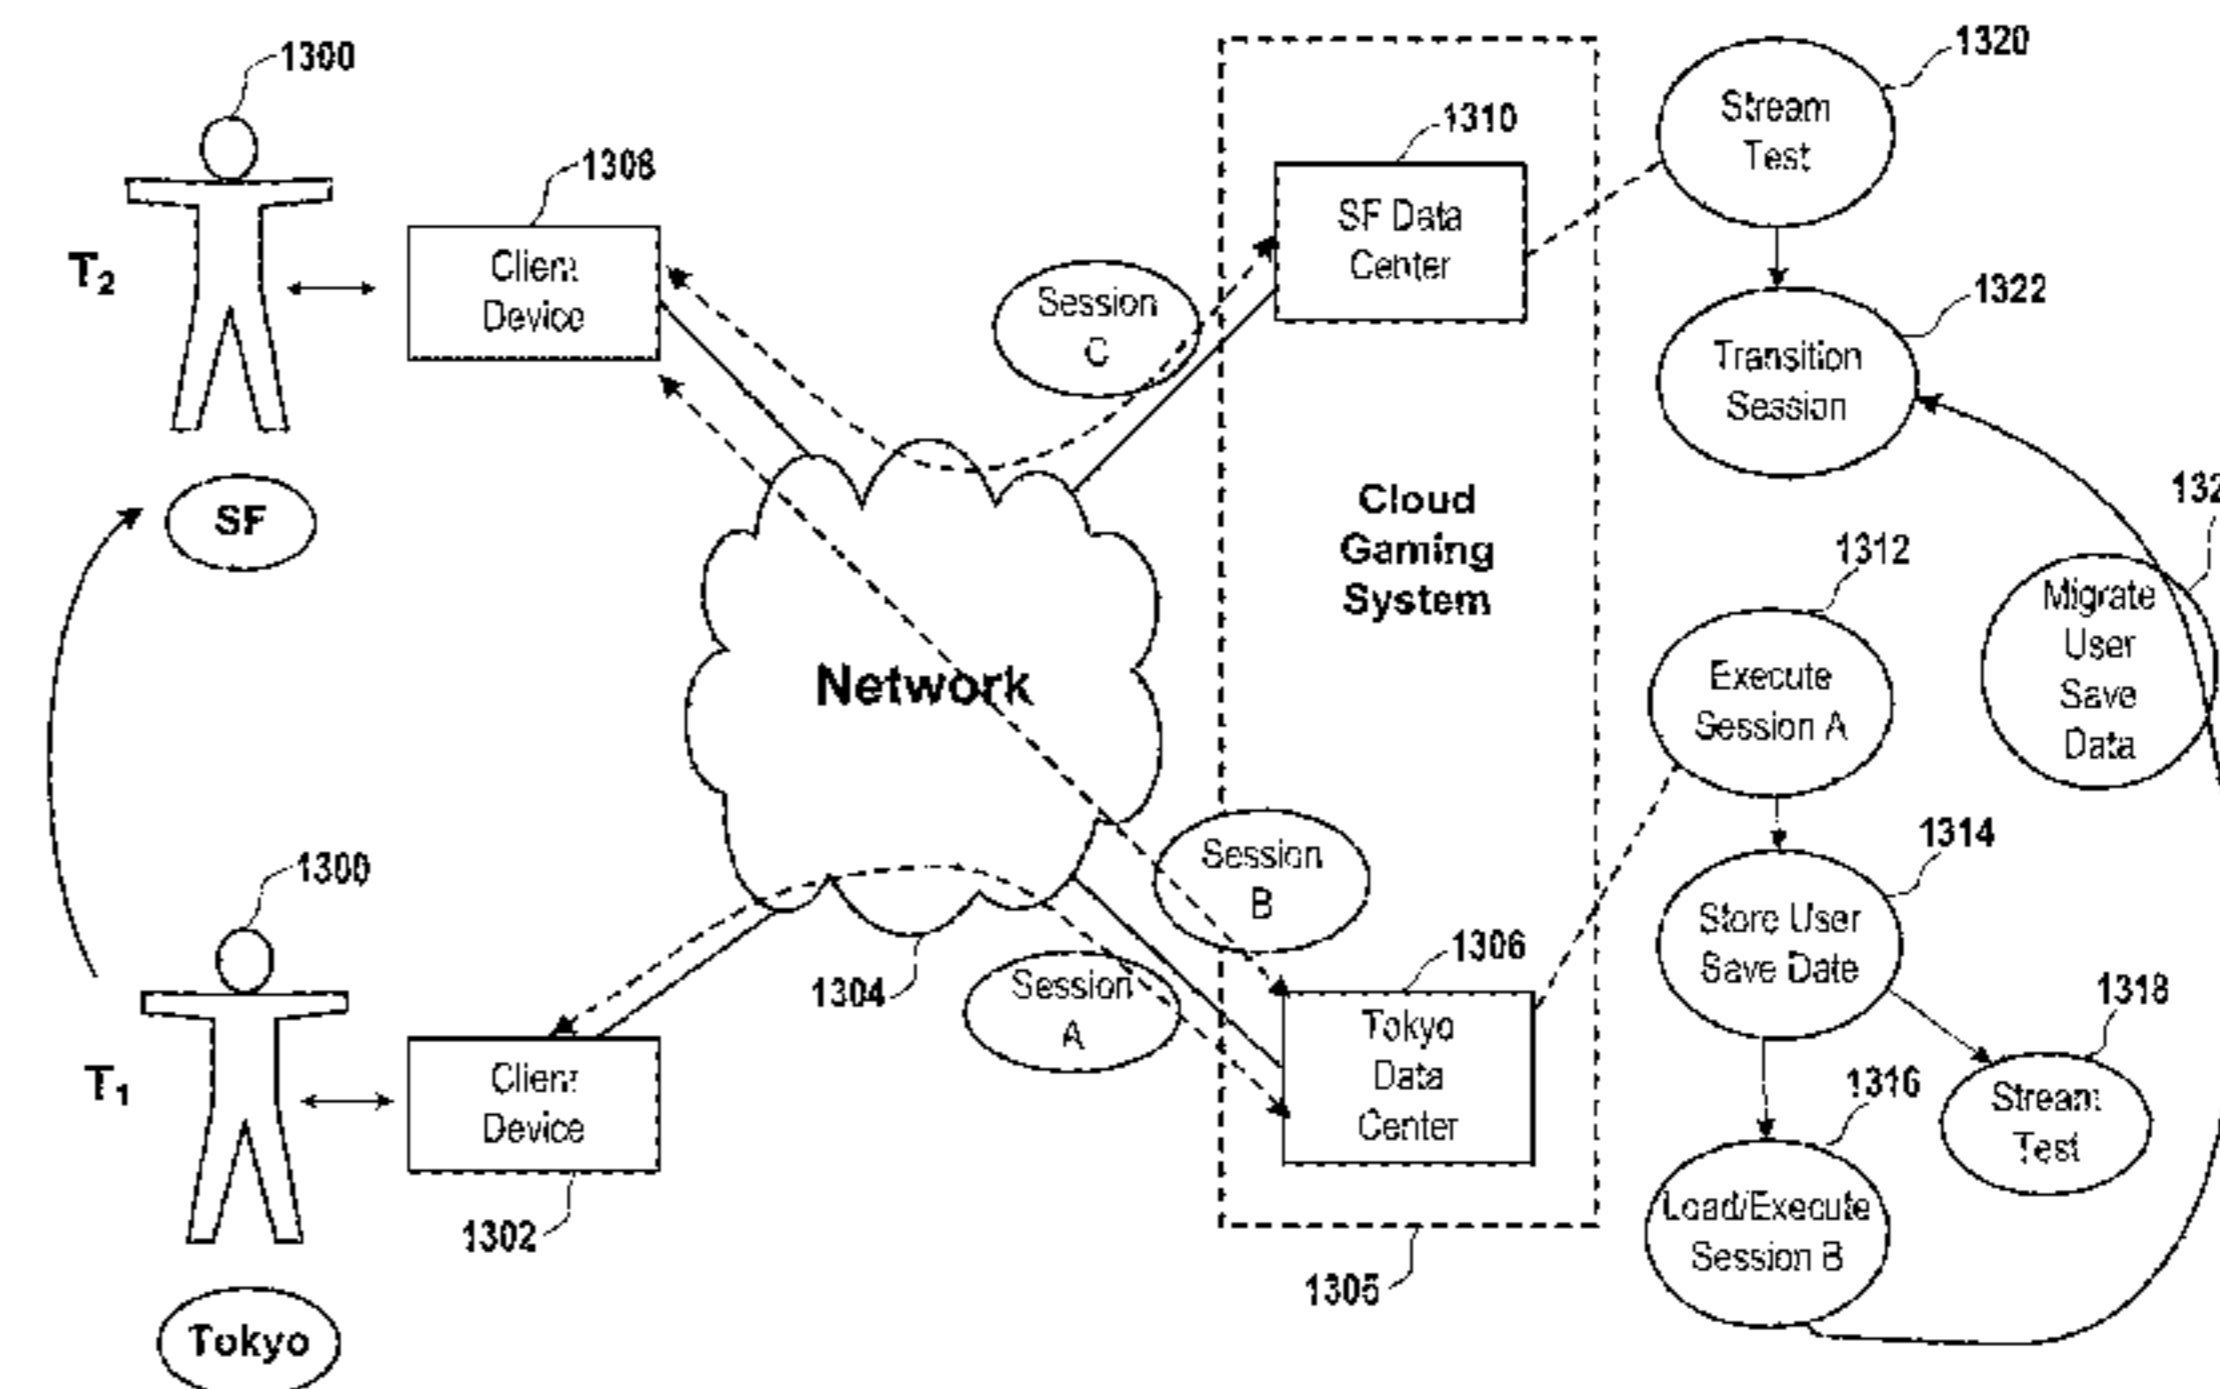 1300
1308
T2
Client
Device
SF
Session
C
1310
SF Data
Center
1320
Stream
Test
1322
Transition
Session
Cloud
Gaming
System
Network
1312
Execute
Session A
132
Migrate
User
Save
Data
1300
T1
Client
Device
1302
Tokyo
1304
Session
A
Session
B
1306
Tokyo
Data
Center
1305
1314
Store User
Save Date
1318
Stream
Test
1316
Load/Execute
Session B